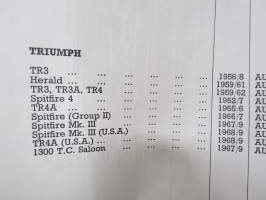 TRIUMPH
TR3 ... ... ... ... ... ... 1956/8 AU
Herald ... ... ... ... ... 1959/61 AU
TR3, TR3A, TR4 ... ... ... 1959/62 AU
Spitfire 4 ... ... ... ... 1962/7 AU
TR4A ... ... ... ... ... 1965/6 AU
Spitfire (Group II) ... ... ... 1966/7 AU
Spitfire Mk. III ... ... ... 1967/9 AU
Spitfire Mk. III (U.S.A.) ... ... ... 1968/9 AU
TR4A (U.S.A.) ... ... ... ... 1968/9 AU
1300 T.C. Saloon ... ... ... 1967/9 AU